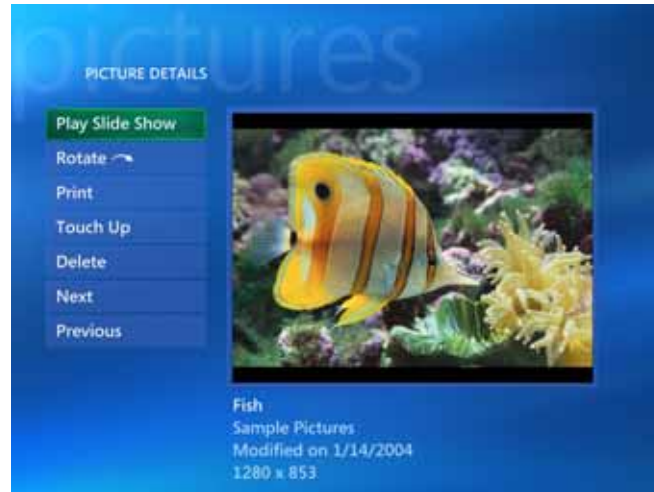 pictures
PICTURE DETAILS
Play Slide Show
Rotate
Print
Touch Up
Delete
Next
Previous
Fish
Sample Pictures
Modified on 1/14/2004
1280 x 853